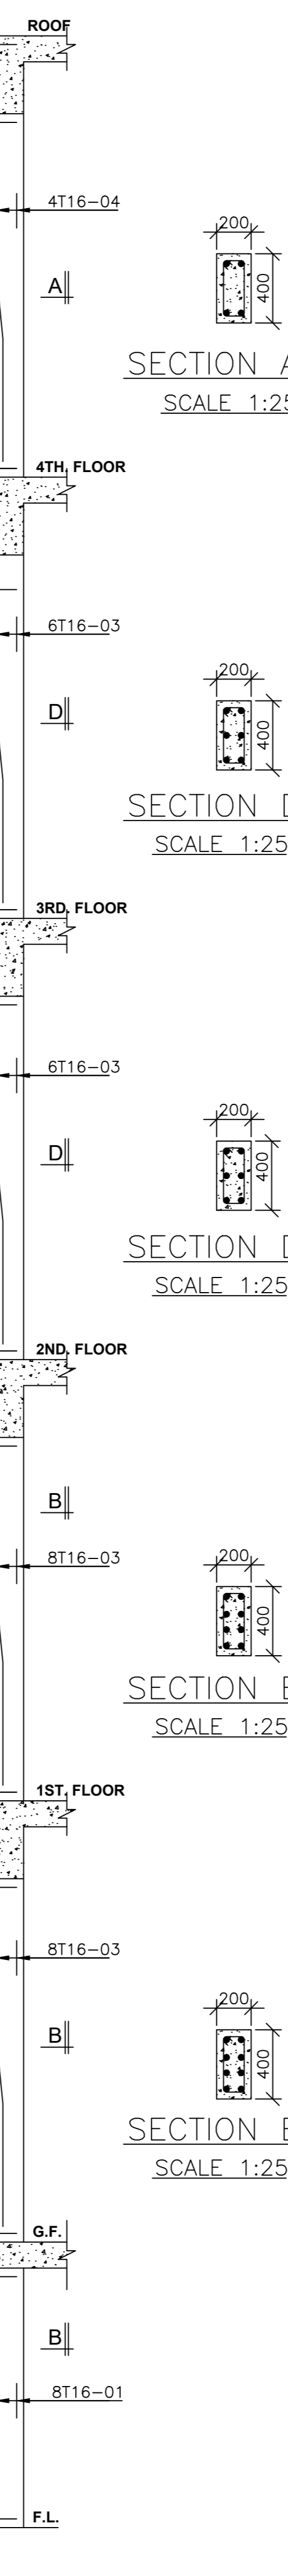 ROOF
4T16-04
200
A
400
SECTION A
SCALE 1:25
4TH. FLOOR
6T16-03
200
D
400
SECTION D
SCALE 1:25
3RD. FLOOR
6T16-03
200
D
400
SECTION D
SCALE 1:25
2ND. FLOOR
B
8T16-03
200
400
SECTION B
SCALE 1:25
1ST. FLOOR
8T16-03
200
B
400
SECTION B
SCALE 1:25
G.F.
B
8T16-01
F.L.